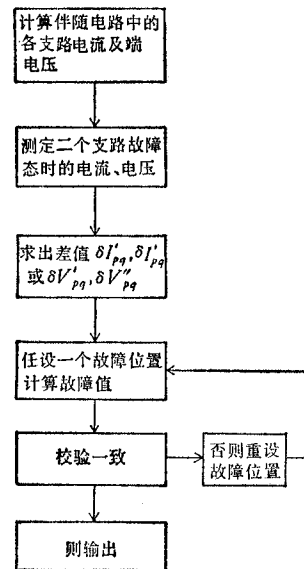 计算伴随电路中的
各支路电流及端
电压
测定二个支路故障
态时的电流、电压
求出差值 δI′pq,δI′pq
或δV′pq,δV″pq
任设一个故障位置
计算故障值
校验一致
否则重设
故障位置
则输出